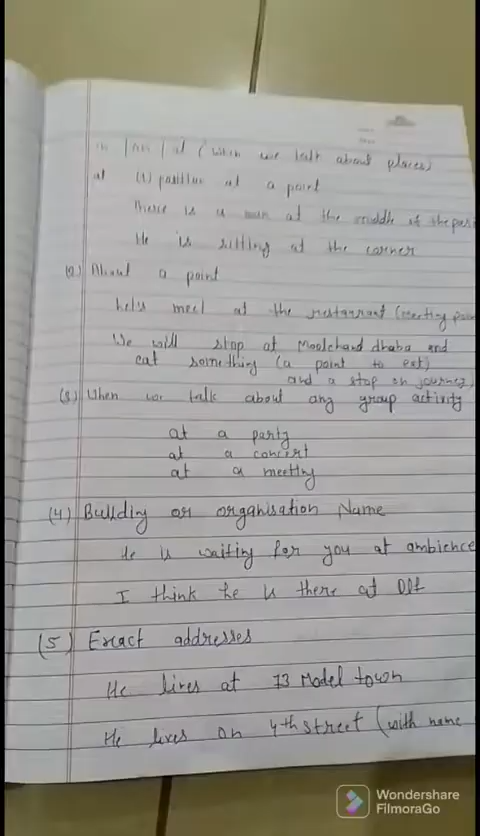 in / on / at (when we talk about places)
at (1) position at a point
There is a man at the middle of the
He is sitting at the corner
(2) About a point
let's meet at the restaurant (meeting
We will stop at Moolchand dhaba and
eat something (a point to eat)
and a stop on journey)
(3) When we talk about any group activity
at a party
at a concert
at a meeting
(4) Building or organisation Name
He is waiting for you at ambience
I think he is there at Dlf
(5) Exact addresses
He lives at 73 Model town
He lives on 4th street (with name
Wondershare
FilmoraGo